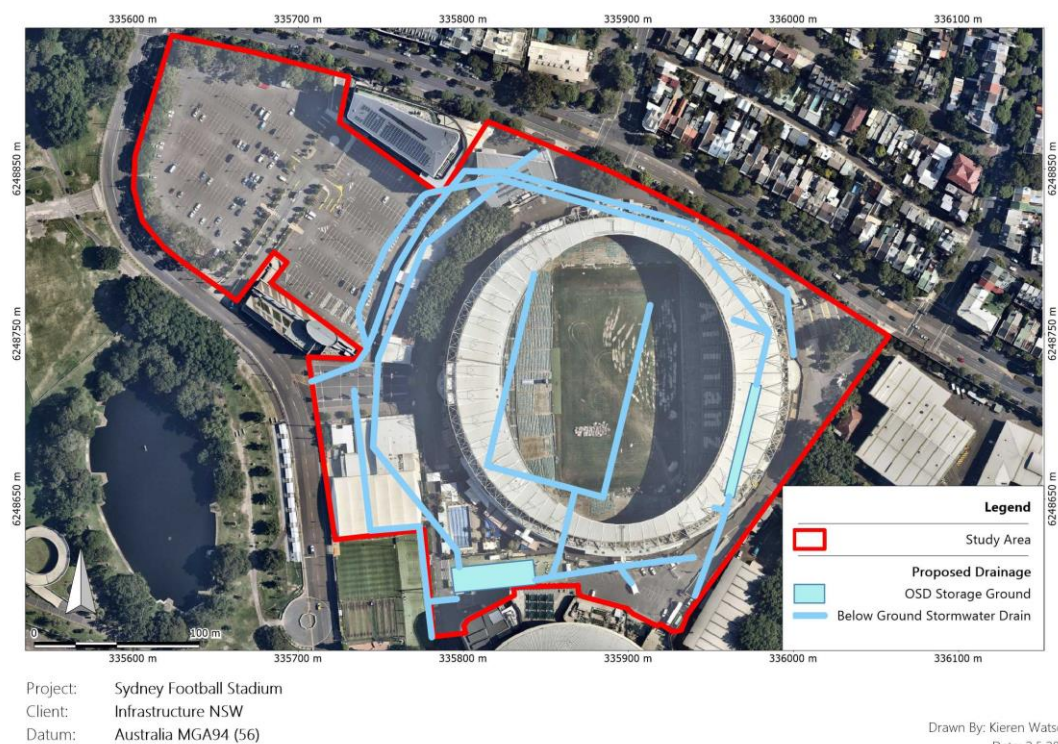 335600 m 335700 m 335800 m 335900 m 336000 m 336100 m
6248850 m 6248850 m
6248750 m 6248750 m
6248650 m 6248650 m
Allianz
Legend
Study Area
Proposed Drainage
OSD Storage Ground
Below Ground Stormwater Drain
0 100 m
335600 m 335700 m 335800 m 335900 m 336000 m 336100 m
Project: Sydney Football Stadium
Client: Infrastructure NSW
Datum: Australia MGA94 (56)
Drawn By: Kieren